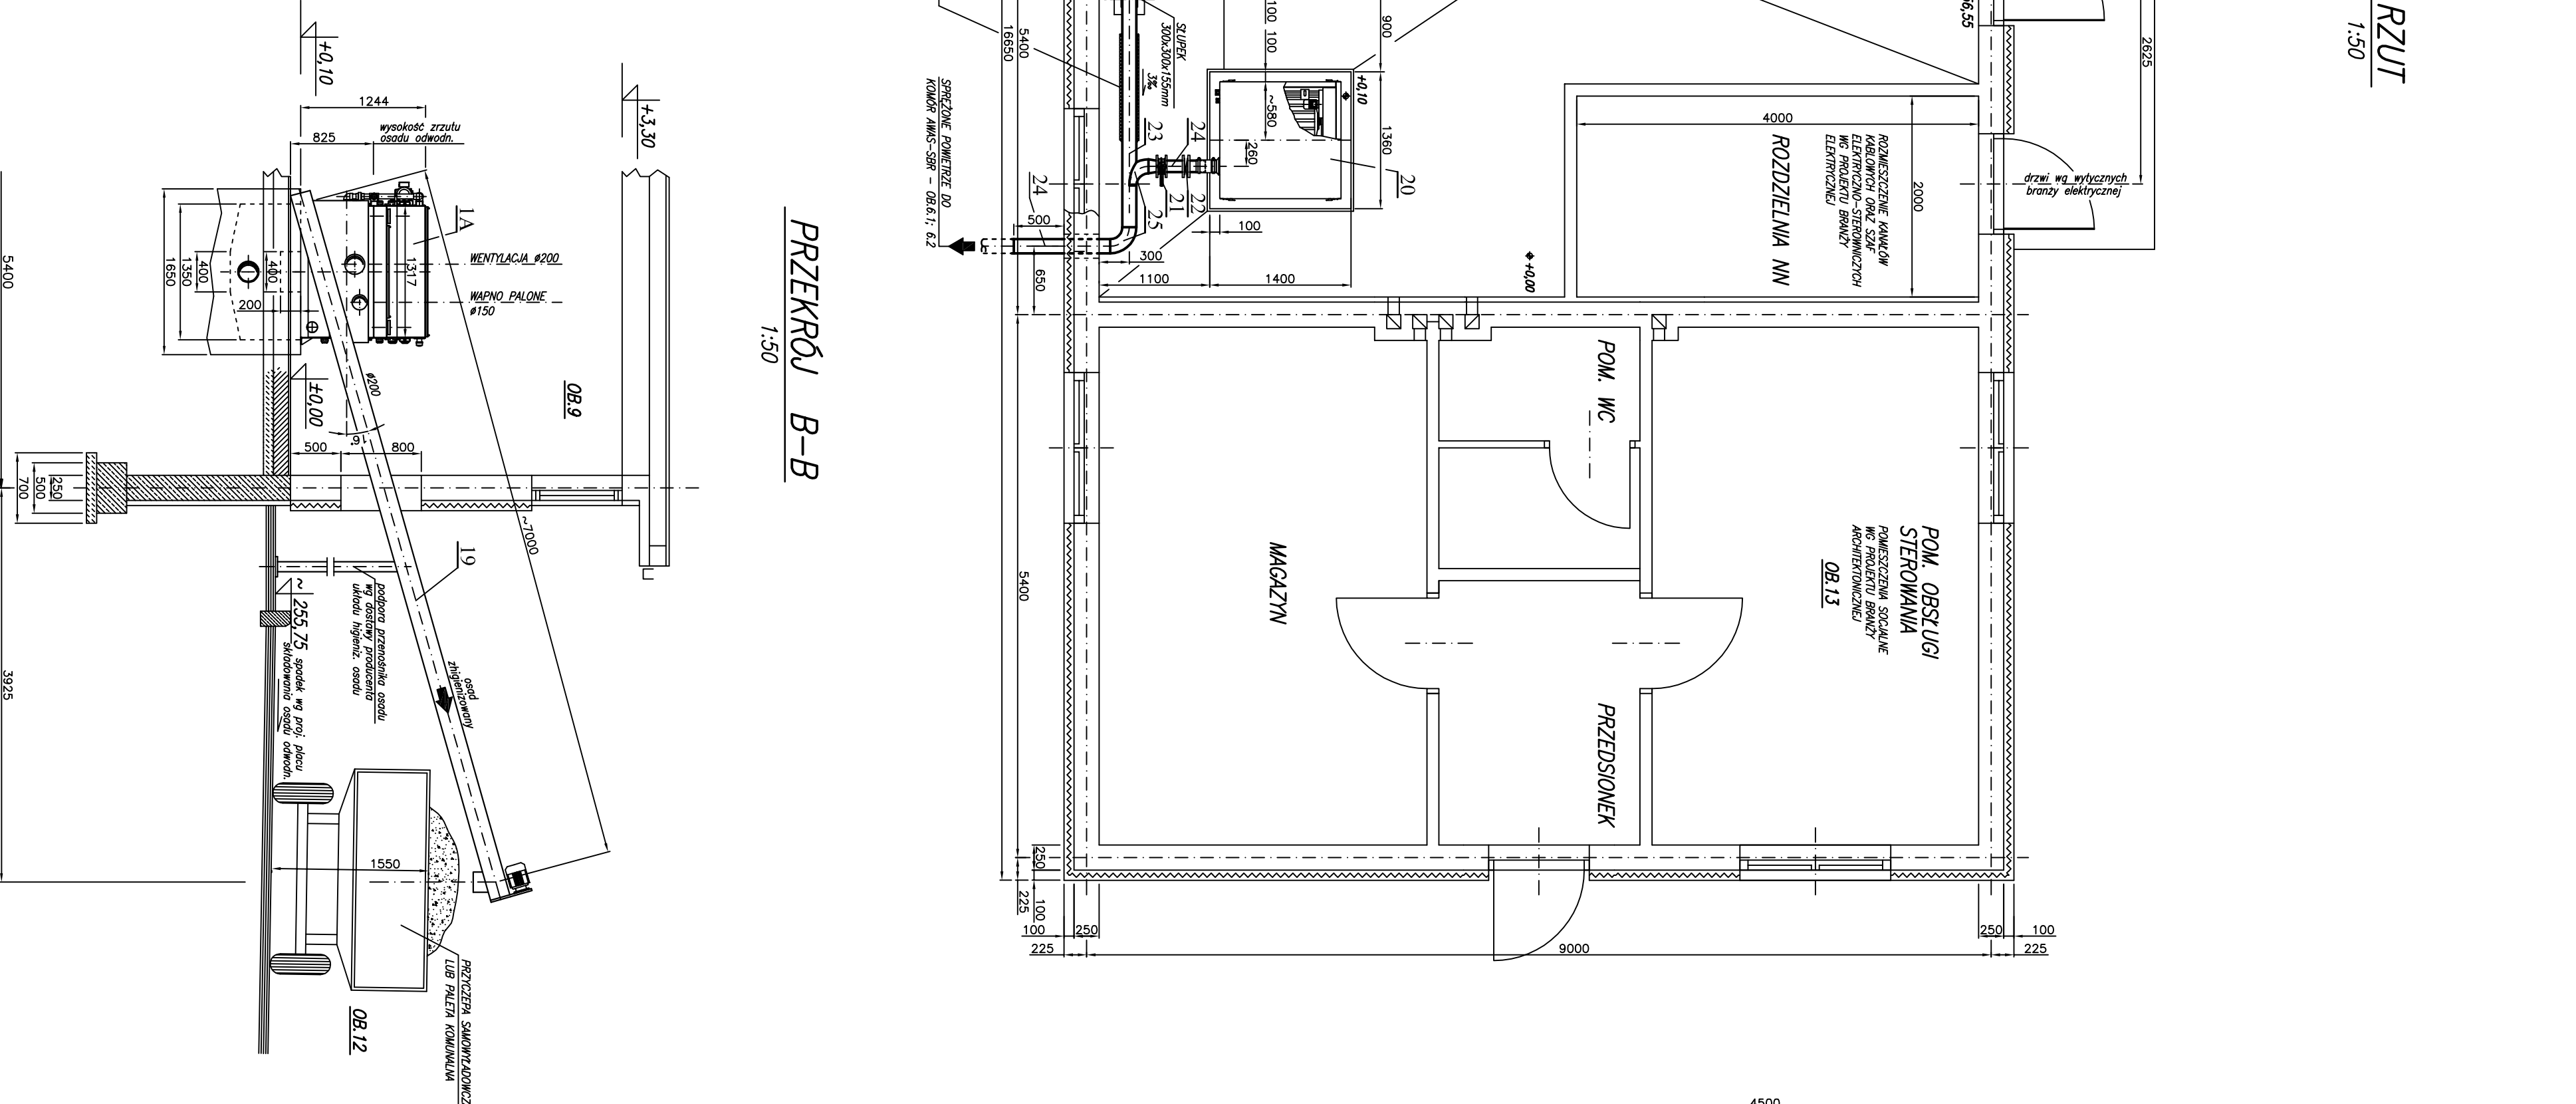 RZUT
1:50
56,55
2625
drzwi wg wytycznych
branży elektrycznej
4000
2000
ROZDZIELNIA NN
ROZMIESZCZENIE KANAŁÓW
KABLOWYCH ORAZ SZAF
ELEKTRYCZNO-STEROWNICZYCH
WG PROJEKTU BRANŻY
ELEKTRYCZNEJ
900
100
100
SŁUPEK
300x300x155mm
3%
+0,10
~580
1360
260
20
23
24
22
21
25
24
100
500
300
650
1100
1400
+0,00
5400
16650
SPRĘŻONE POWIETRZE DO
KOMÓR AWAS-SBR - OB.6.1; 6.2
POM. WC
POM. OBSŁUGI
STEROWANIA
POMIESZCZENIA SOCJALNE
WG PROJEKTU BRANŻY
ARCHITEKTONICZNEJ
OB.13
MAGAZYN
PRZEDSIONEK
5400
250
225
100
100
250
225
9000
250
100
225
4500
PRZEKRÓJ B-B
1:50
+0,10
+3,30
1244
825
wysokość zrzutu
osadu odwodn.
1A
WENTYLACJA ø200
WAPNO PALONE
ø150
1317
1650
1350
400
400
200
±0,00
ø200
16°
OB.9
500
800
5400
700
500
250
~7000
19
podpora przenośnika osadu
wg dostawy producenta
układu higieniz. osadu
~ 255,75
spadek wg proj. placu
składowania osadu odwodn.
osad
zhigienizowany
3925
1550
OB.12
PRZYCZEPA SAMOWYŁADOWCZ
LUB PALETA KOMUNALNA